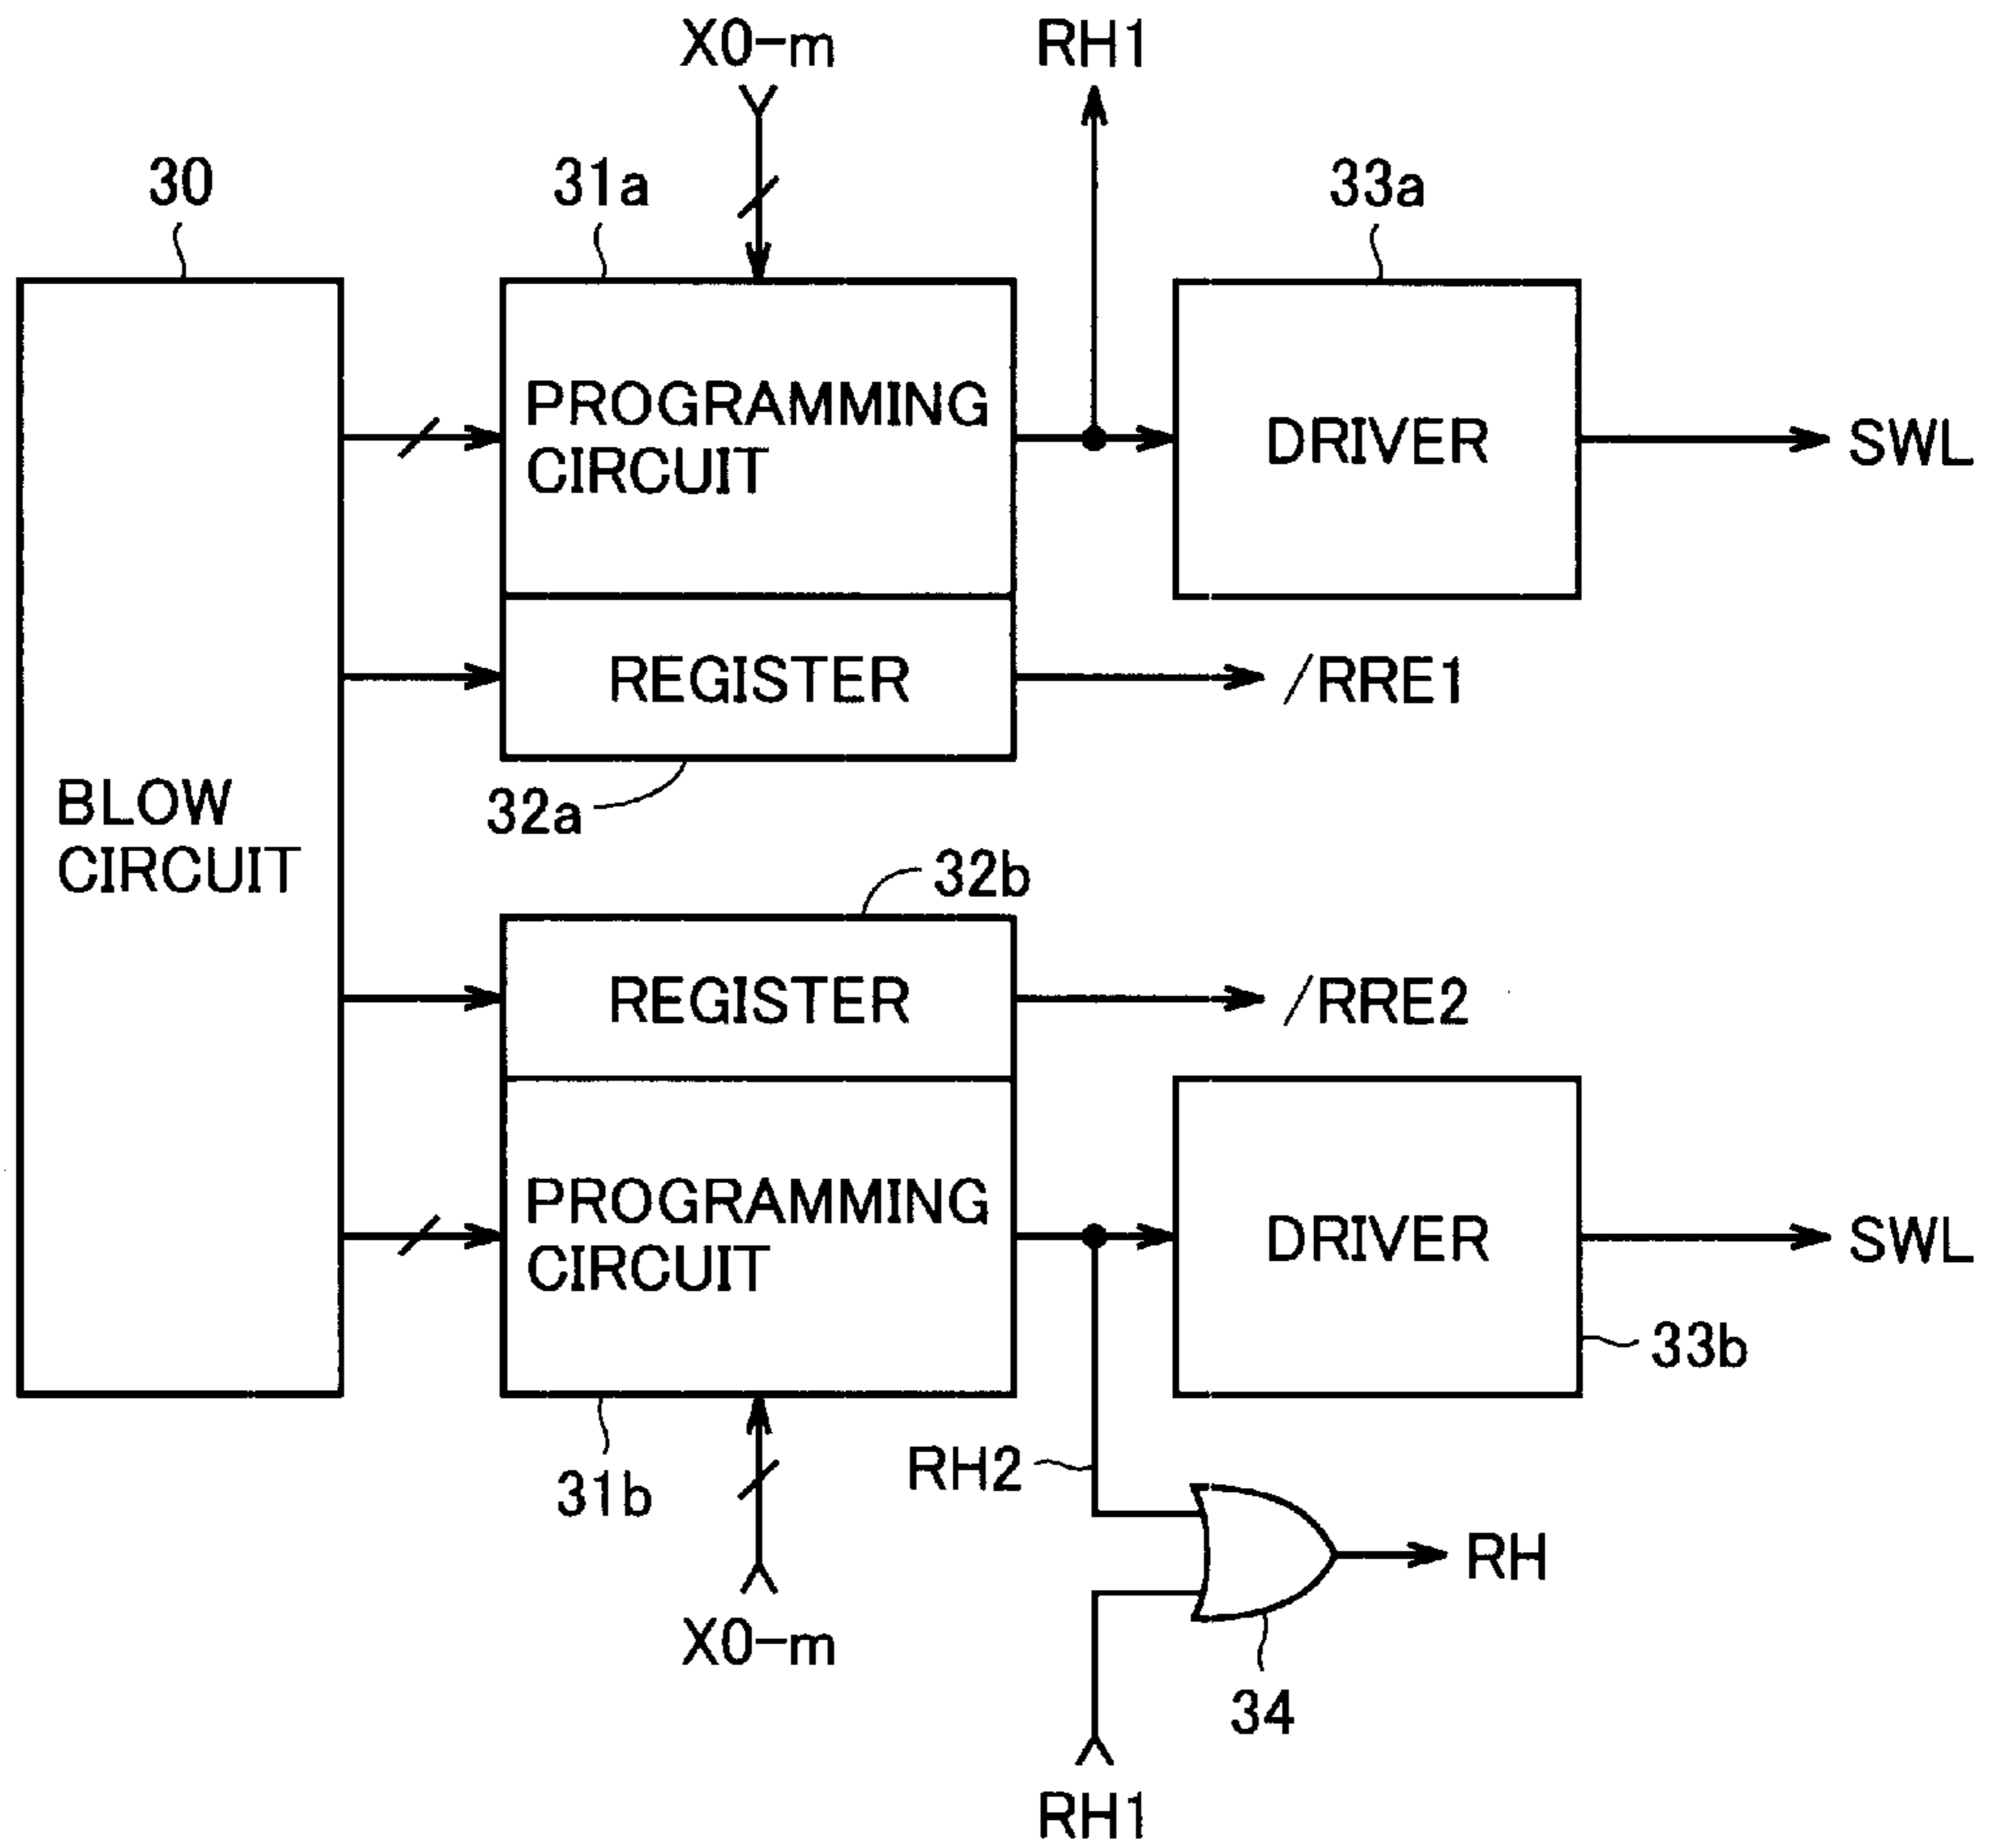 X0-m
RH1
30
31a
33a
PROGRAMMING
CIRCUIT
DRIVER
SWL
REGISTER
/RRE1
BLOW
CIRCUIT
32a
32b
REGISTER
/RRE2
PROGRAMMING
CIRCUIT
DRIVER
SWL
33b
31b
RH2
RH
X0-m
34
RH1